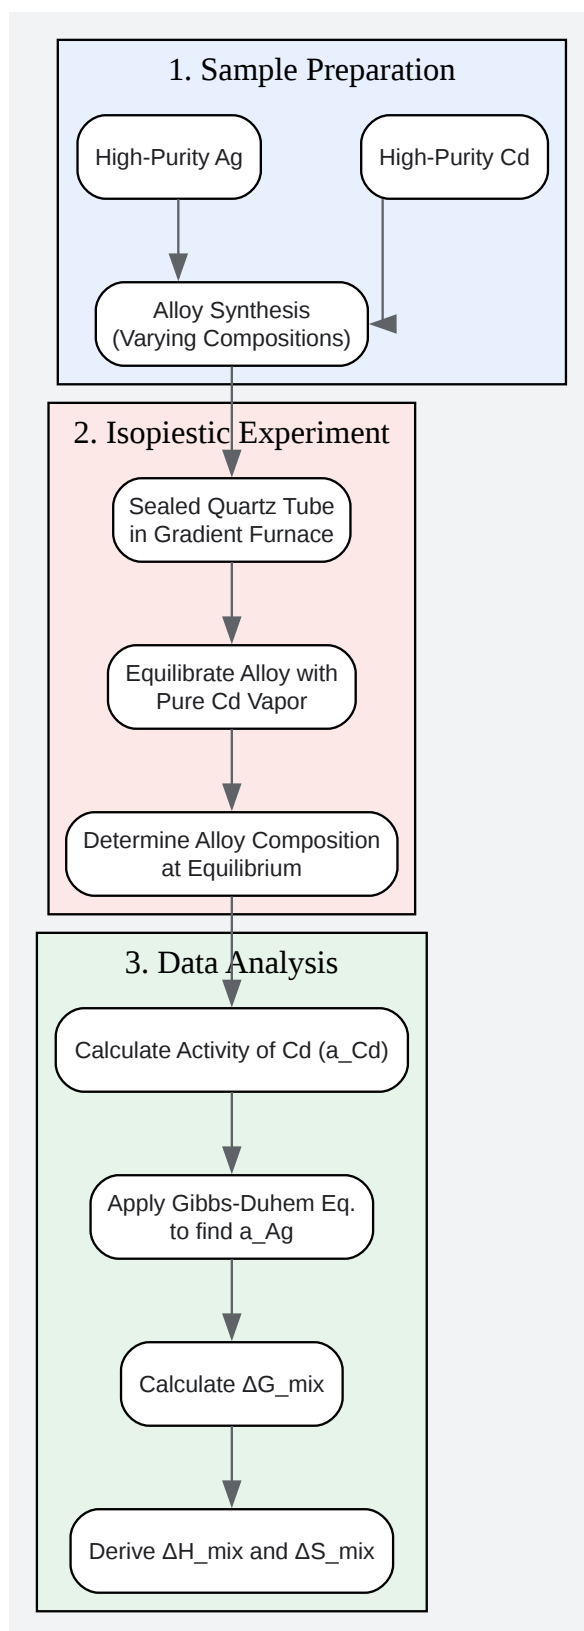 1. Sample Preparation
High-Purity Ag
High-Purity Cd
Alloy Synthesis
(Varying Compositions)
2. Isopiestic Experiment
Sealed Quartz Tube
in Gradient Furnace
Equilibrate Alloy with
Pure Cd Vapor
Determine Alloy Composition
at Equilibrium
3. Data Analysis
Calculate Activity of Cd (a_Cd)
Apply Gibbs-Duhem Eq.
to find a_Ag
Calculate ΔG_mix
Derive ΔH_mix and ΔS_mix